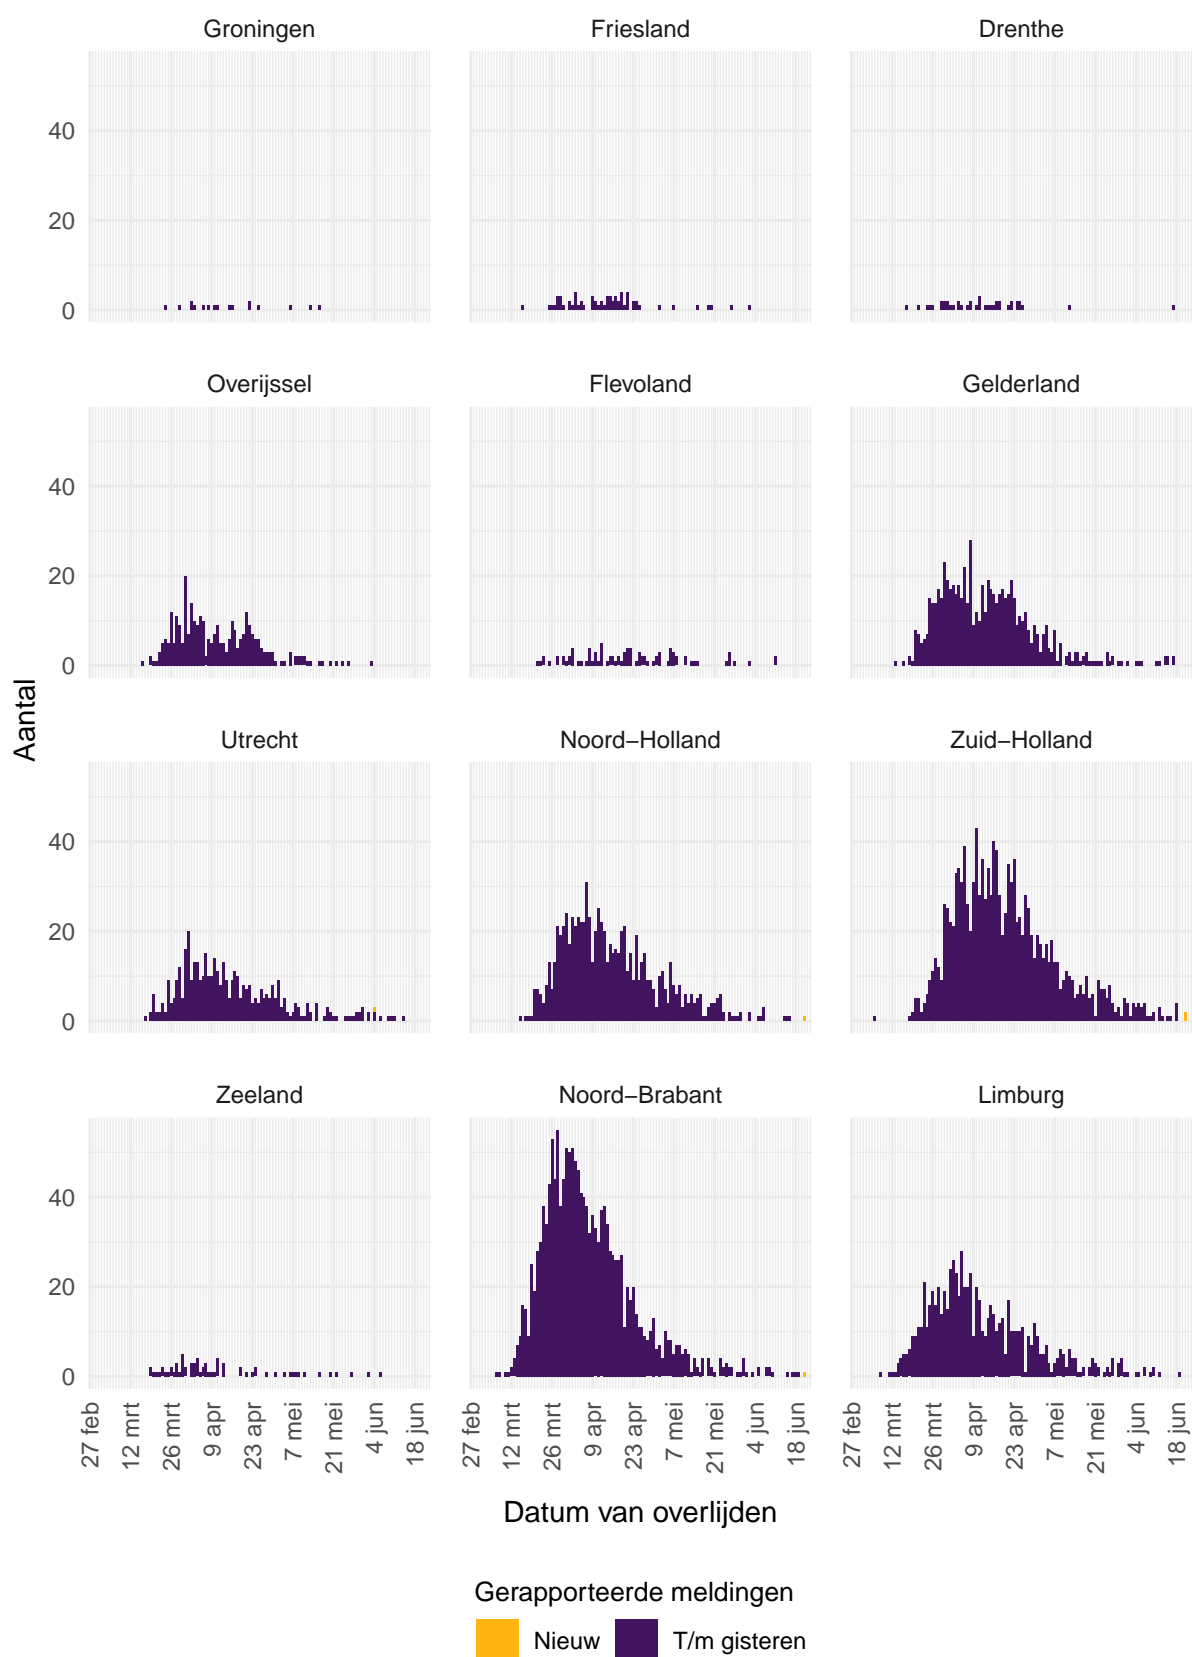 Groningen Friesland Drenthe
40
20
0
Overijssel Flevoland Gelderland
40
20
0
Aantal
Utrecht Noord−Holland Zuid−Holland
40
20
0
Zeeland Noord−Brabant Limburg
40
20
0
27 feb 12 mrt 26 mrt 9 apr 23 apr 7 mei 21 mei 4 jun 18 jun 27 feb 12 mrt 26 mrt 9 apr 23 apr 7 mei 21 mei 4 jun 18 jun 27 feb 12 mrt 26 mrt 9 apr 23 apr 7 mei 21 mei 4 jun 18 jun
Datum van overlijden
Gerapporteerde meldingen
Nieuw T/m gisteren